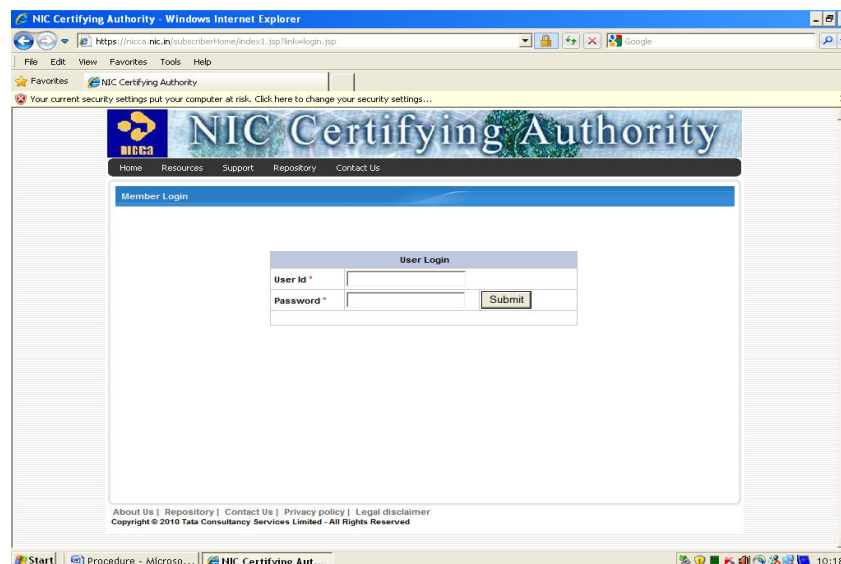 NIC Certifying Authority - Windows Internet Explorer
https://nicca.nic.in/subscriberHome/index1.jsp?link=login.jsp Google
File Edit View Favorites Tools Help
Favorites NIC Certifying Authority
Your current security settings put your computer at risk. Click here to change your security settings...
NICCA NIC Certifying Authority
Home Resources Support Repository Contact Us
Member Login
User Login
User Id *
Password * Submit
About Us | Repository | Contact Us | Privacy policy | Legal disclaimer
Copyright © 2010 Tata Consultancy Services Limited - All Rights Reserved
Start Procedure - Microso... NIC Certifying Aut... 10:18